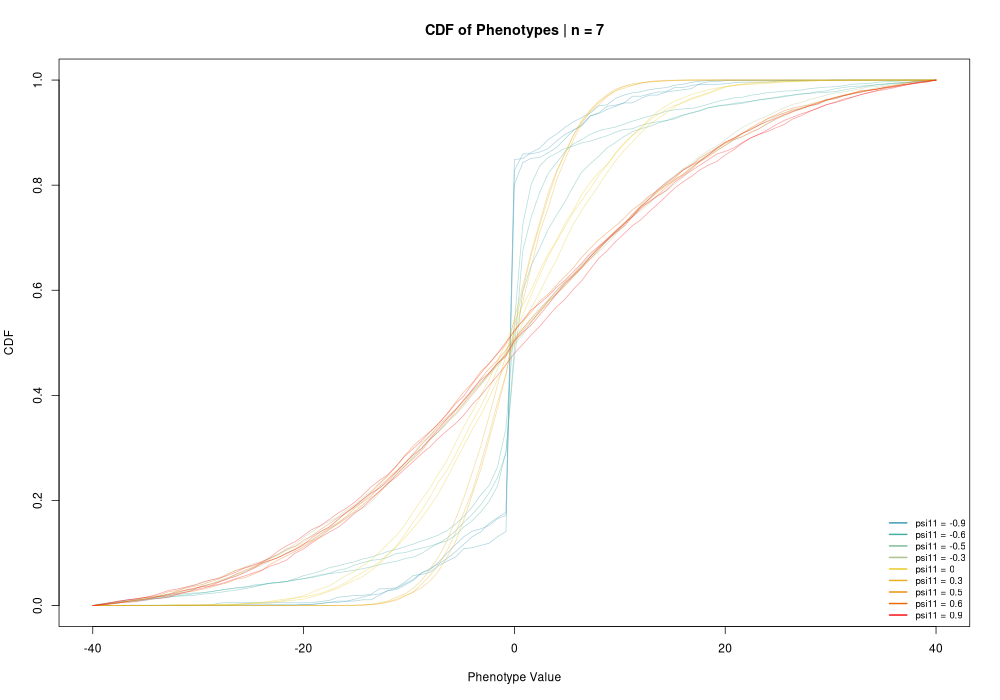 CDF of Phenotypes | n = 7
CDF
1.0
0.8
0.6
0.4
0.2
0.0
psi11 = -0.9
psi11 = -0.6
psi11 = -0.5
psi11 = -0.3
psi11 = 0
psi11 = 0.3
psi11 = 0.5
psi11 = 0.6
psi11 = 0.9
-40
-20
0
20
40
Phenotype Value